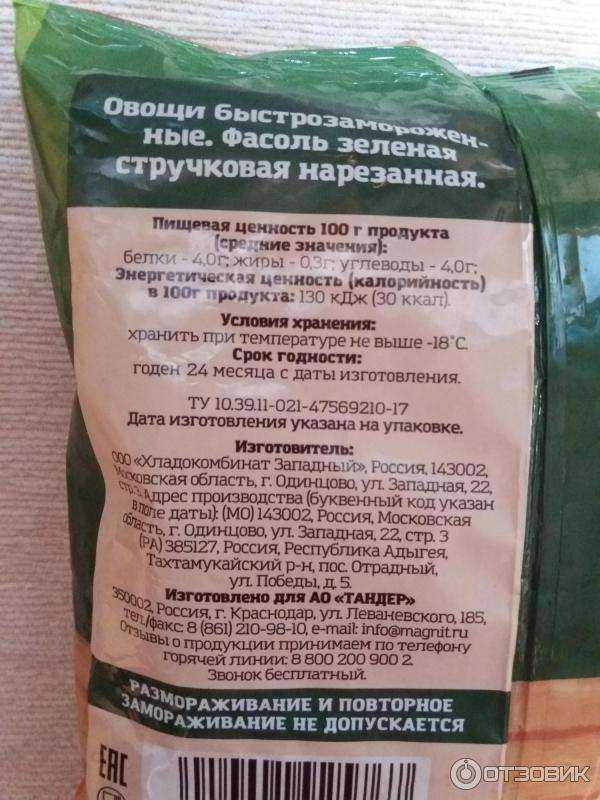 Овощи быстрозаморожен-
ные. Фасоль зеленая
стручковая нарезанная.
Пищевая ценность 100 г продукта
(средние значения):
белки - 4,0г; жиры - 0,3г; углеводы - 4,0г;
Энергетическая ценность (калорийность)
в 100г продукта: 130 кДж (30 ккал).
Условия хранения:
хранить при температуре не выше -18°С.
Срок годности:
годен 24 месяца с даты изготовления.
ТУ 10.39.11-021-47569210-17
Дата изготовления указана на упаковке.
Изготовитель:
ООО «Хладокомбинат Западный», Россия, 143002,
Московская область, г. Одинцово, ул. Западная, 22,
стр.3. Адрес производства (буквенный код указан
в поле даты): (МО) 143002, Россия, Московская
область, г. Одинцово, ул. Западная, 22, стр. 3
(РА) 385127, Россия, Республика Адыгея,
Тахтамукайский р-н, пос. Отрадный,
ул. Победы, д. 5.
Изготовлено для АО «ТАНДЕР»
350002, Россия, г. Краснодар, ул. Леваневского, 185,
тел./факс: 8 (861) 210-98-10, e-mail: info@magnit.ru
Отзывы о продукции принимаем по телефону
горячей линии: 8 800 200 900 2.
Звонок бесплатный.
РАЗМОРАЖИВАНИЕ И ПОВТОРНОЕ
ЗАМОРАЖИВАНИЕ НЕ ДОПУСКАЕТСЯ
ЕАС
ОТЗОВИК